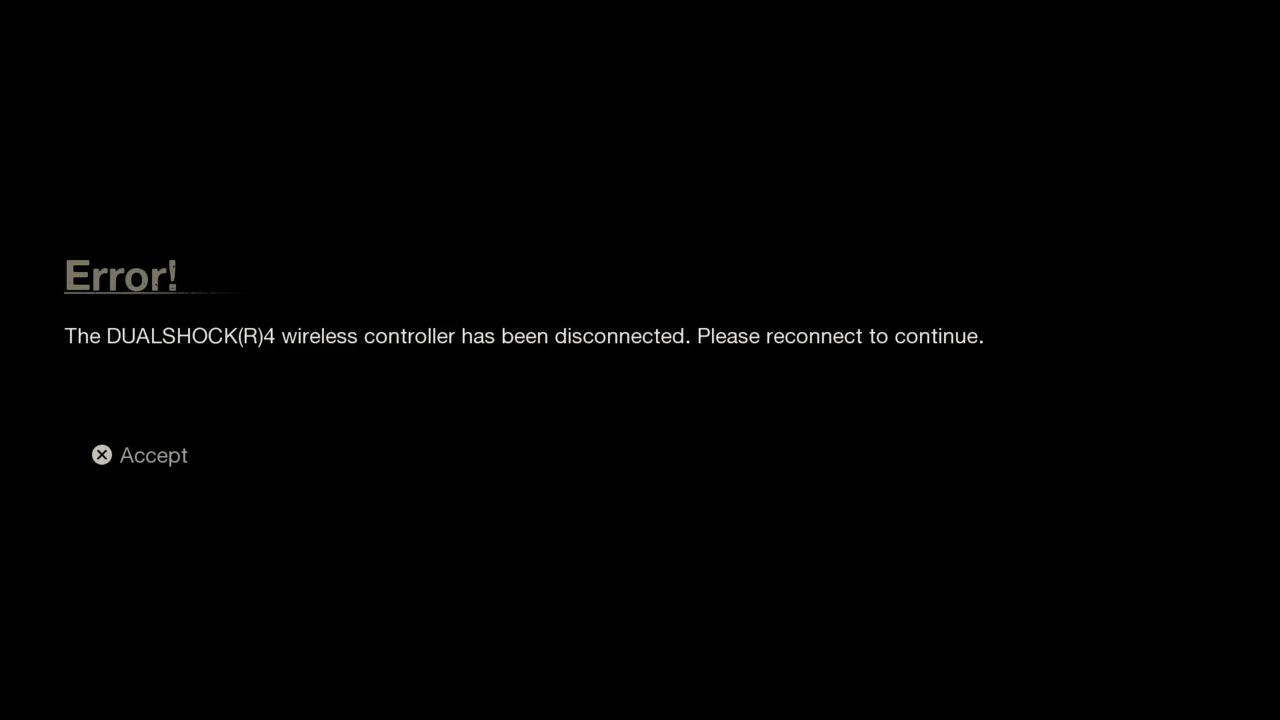 Error!
The DUALSHOCK(R)4 wireless controller has been disconnected. Please reconnect to continue.
Accept